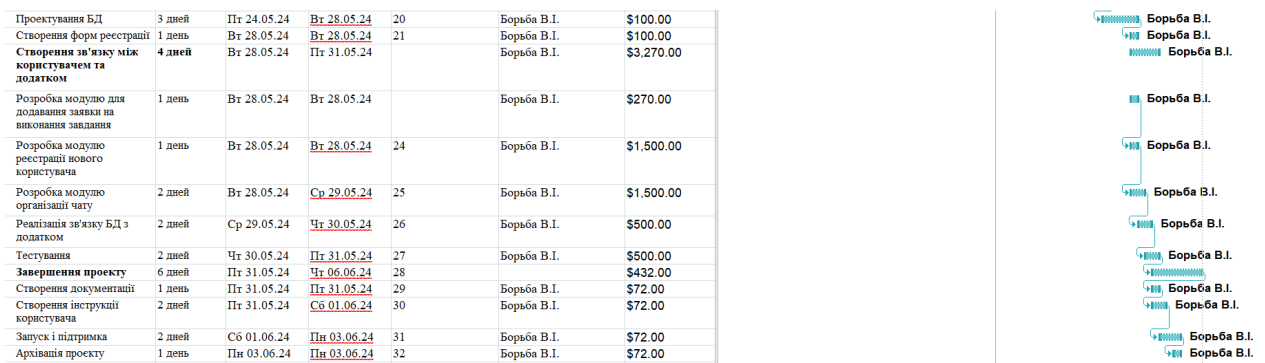 Проектування БД 3 дней Пт 24.05.24 Вт 28.05.24 20 Борьба В.І. $100.00 Борьба В.І.
Створення форм реєстрації 1 день Вт 28.05.24 Вт 28.05.24 21 Борьба В.І. $100.00 Борьба В.І.
Створення зв'язку між 4 дней Вт 28.05.24 Пт 31.05.24 Борьба В.І. $3,270.00 Борьба В.І.
користувачем та
додатком
Розробка модулю для 1 день Вт 28.05.24 Вт 28.05.24 Борьба В.І. $270.00 Борьба В.І.
додавання заявки на
виконання завдання
Розробка модулю 1 день Вт 28.05.24 Вт 28.05.24 24 Борьба В.І. $1,500.00 Борьба В.І.
реєстрації нового
користувача
Розробка модулю 2 дней Вт 28.05.24 Ср 29.05.24 25 Борьба В.І. $1,500.00 Борьба В.І.
організації чату
Реалізація зв'язку БД з 2 дней Ср 29.05.24 Чт 30.05.24 26 Борьба В.І. $500.00 Борьба В.І.
додатком
Тестування 2 дней Чт 30.05.24 Пт 31.05.24 27 Борьба В.І. $500.00 Борьба В.І.
Завершення проекту 6 дней Пт 31.05.24 Чт 06.06.24 28 $432.00
Створення документації 1 день Пт 31.05.24 Пт 31.05.24 29 Борьба В.І. $72.00 Борьба В.І.
Створення інструкції 2 дней Пт 31.05.24 Сб 01.06.24 30 Борьба В.І. $72.00 Борьба В.І.
користувача
Запуск і підтримка 2 дней Сб 01.06.24 Пн 03.06.24 31 Борьба В.І. $72.00 Борьба В.І.
Архівація проєкту 1 день Пн 03.06.24 Пн 03.06.24 32 Борьба В.І. $72.00 Борьба В.І.